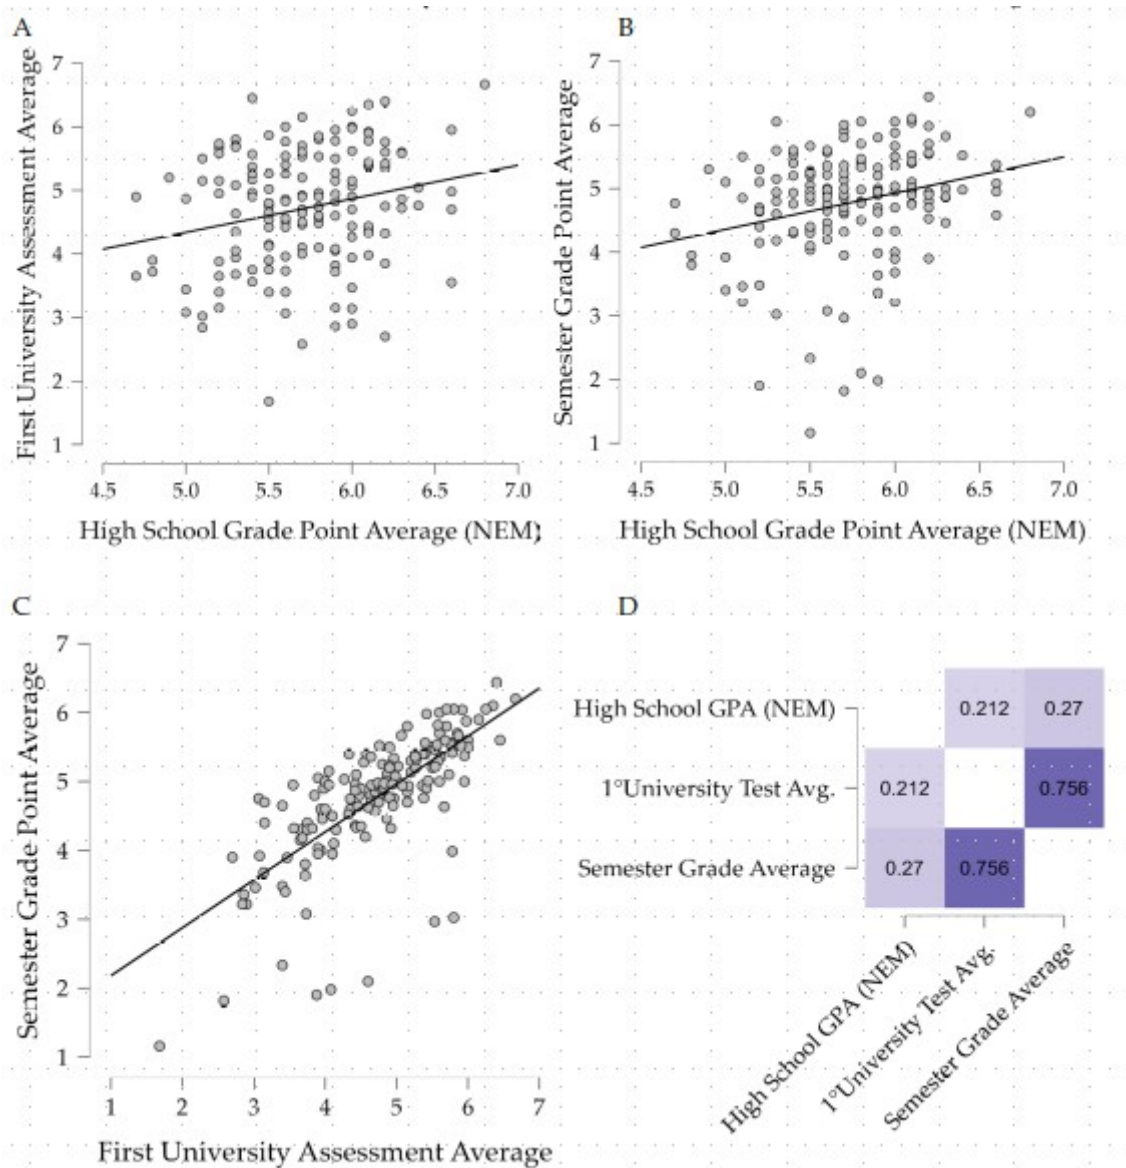 A
First University Assessment Average
7
6
5
4
3
2
1
4.5 5.0 5.5 6.0 6.5 7.0
High School Grade Point Average (NEM)
B
Semester Grade Point Average
7
6
5
4
3
2
1
4.5 5.0 5.5 6.0 6.5 7.0
High School Grade Point Average (NEM)
C
Semester Grade Point Average
7
6
5
4
3
2
1
1 2 3 4 5 6 7
First University Assessment Average
D
High School GPA (NEM) 0.212 0.27
1°University Test Avg. 0.212 0.756
Semester Grade Average 0.27 0.756
High School GPA (NEM)
1°University Test Avg.
Semester Grade Average